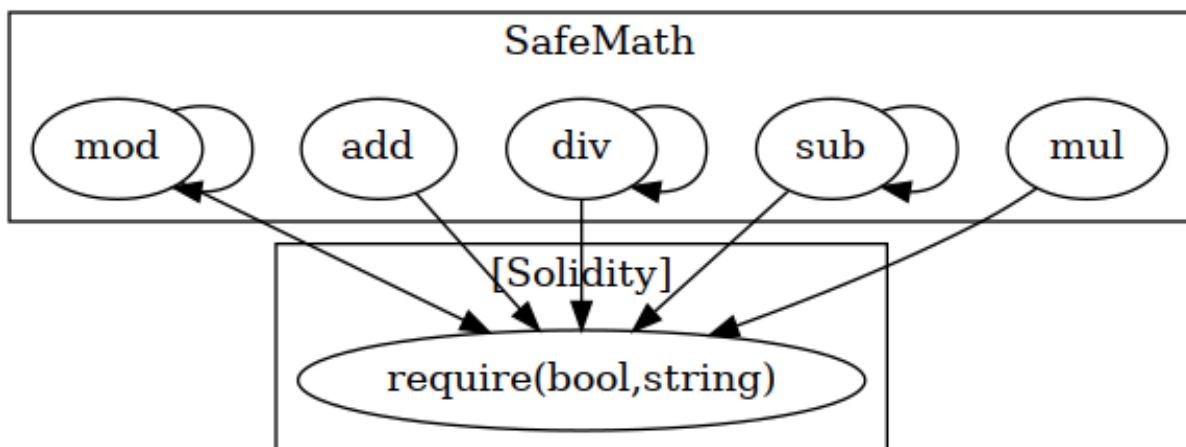 SafeMath
mod add div sub mul
[Solidity]
require(bool,string)